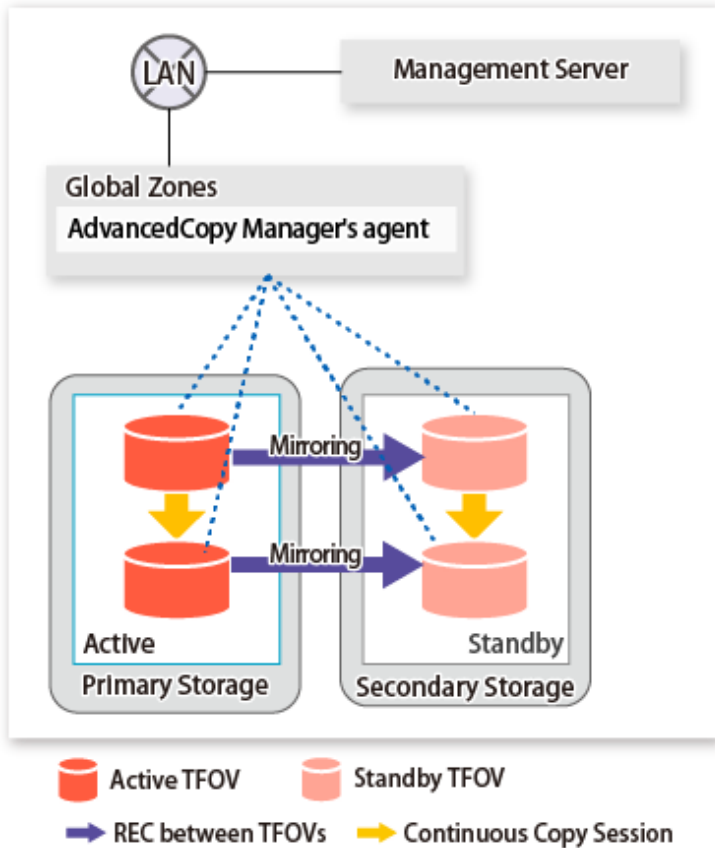 LAN
Management Server
Global Zones
AdvancedCopy Manager's agent
Mirroring
Mirroring
Active
Standby
Primary Storage
Secondary Storage
Active TFOV
Standby TFOV
REC between TFOVs
Continuous Copy Session